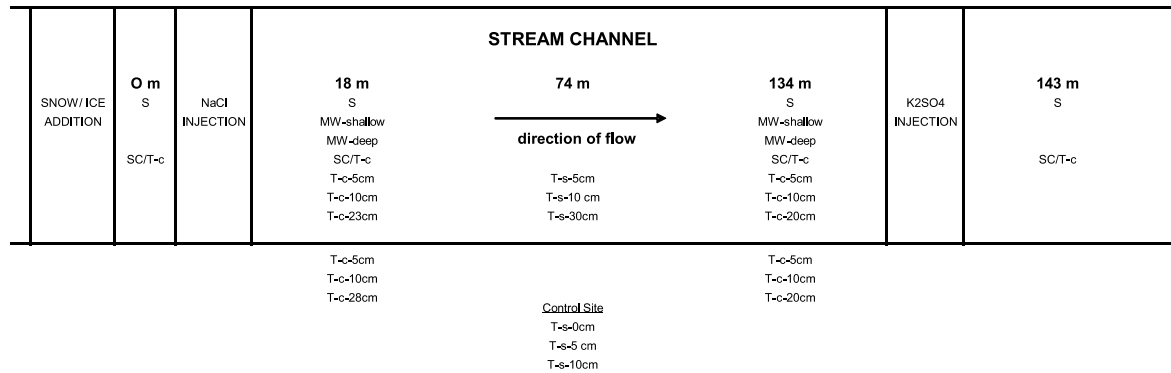 STREAM CHANNEL
O m 18 m 74 m 134 m 143 m
SNOW/ICE S NaCl S S K2SO4 S
ADDITION INJECTION MW-shallow MW-shallow INJECTION
MW-deep direction of flow MW-deep
SC/T-c SC/T-c SC/T-c SC/T-c
T-c-5cm T-s-5cm T-c-5cm
T-c-10cm T-s-10 cm T-c-10cm
T-c-23cm T-s-30cm T-c-20cm
T-c-5cm T-c-5cm
T-c-10cm T-c-10cm
T-c-28cm T-c-20cm
Control Site
T-s-0cm
T-s-5 cm
T-s-10cm